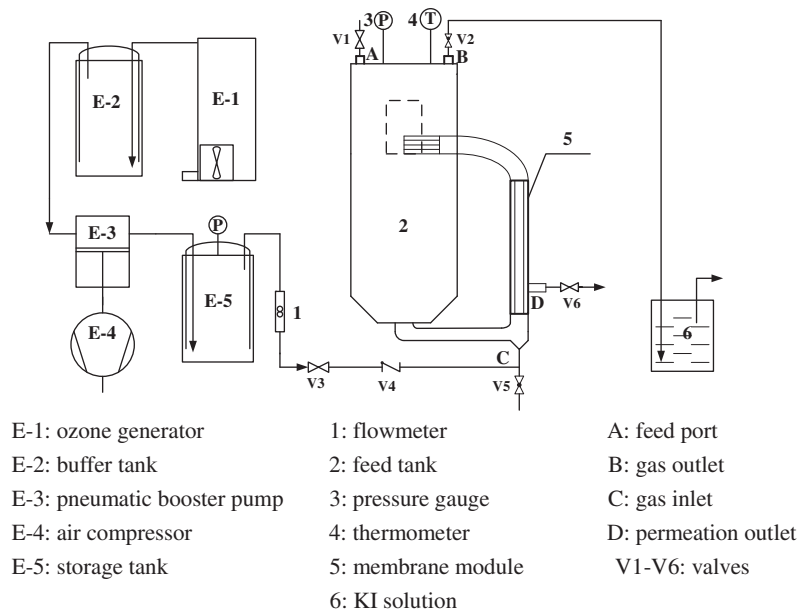 3 P
4 T
V1
A
V2
B
E-2
E-1
5
E-3
P
2
E-5
1
D
V6
E-4
6
C
V3
V4
V5
E-1: ozone generator
1: flowmeter
A: feed port
E-2: buffer tank
2: feed tank
B: gas outlet
E-3: pneumatic booster pump
3: pressure gauge
C: gas inlet
E-4: air compressor
4: thermometer
D: permeation outlet
E-5: storage tank
5: membrane module
V1-V6: valves
6: KI solution